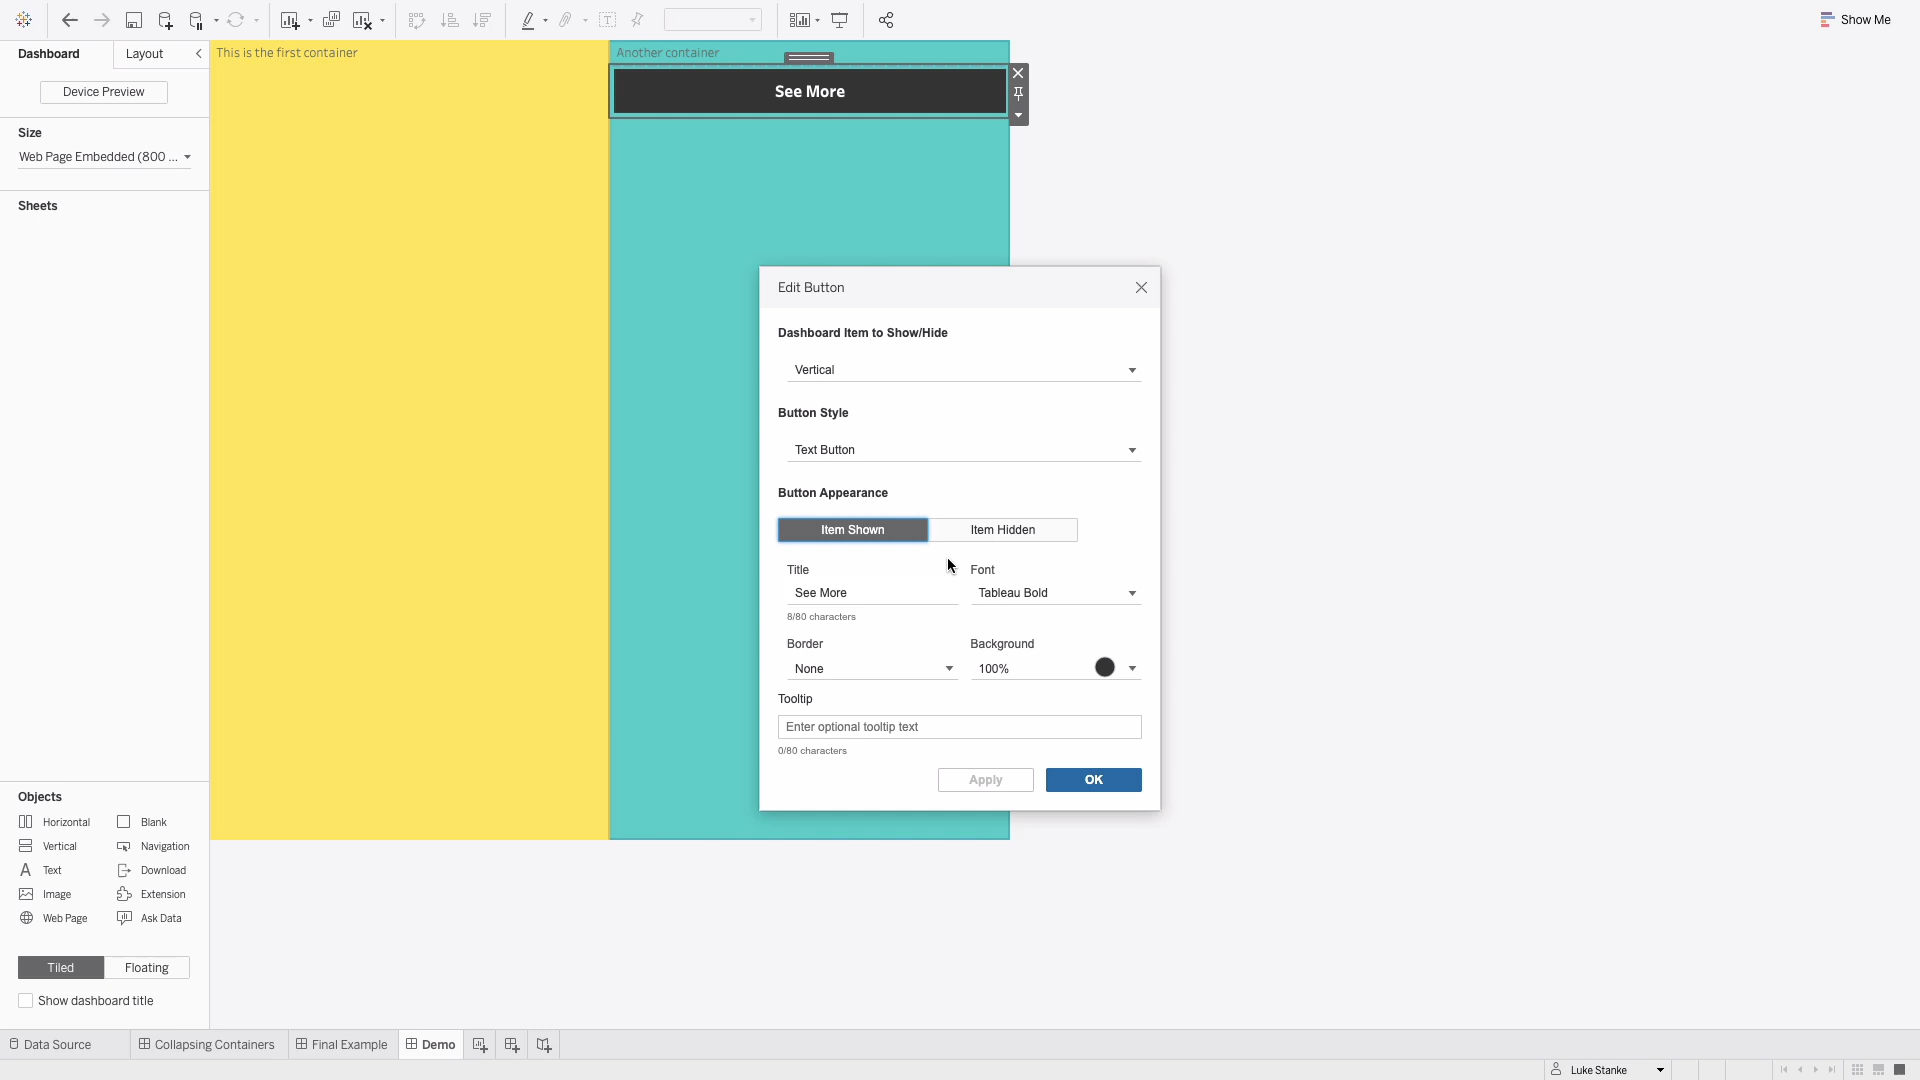 Show Me
Dashboard
Layout
This is the first container
Another container
Device Preview
See More
Size
Web Page Embedded (800 ...
Sheets
Edit Button
Dashboard Item to Show/Hide
Vertical
Button Style
Text Button
Button Appearance
Item Shown
Item Hidden
Title
Font
See More
Tableau Bold
8/80 characters
Border
Background
None
100%
Tooltip
Enter optional tooltip text
0/80 characters
Apply
OK
Objects
Horizontal
Blank
Vertical
Navigation
Text
Download
Image
Extension
Web Page
Ask Data
Tiled
Floating
Show dashboard title
Data Source
Collapsing Containers
Final Example
Demo
Luke Stanke